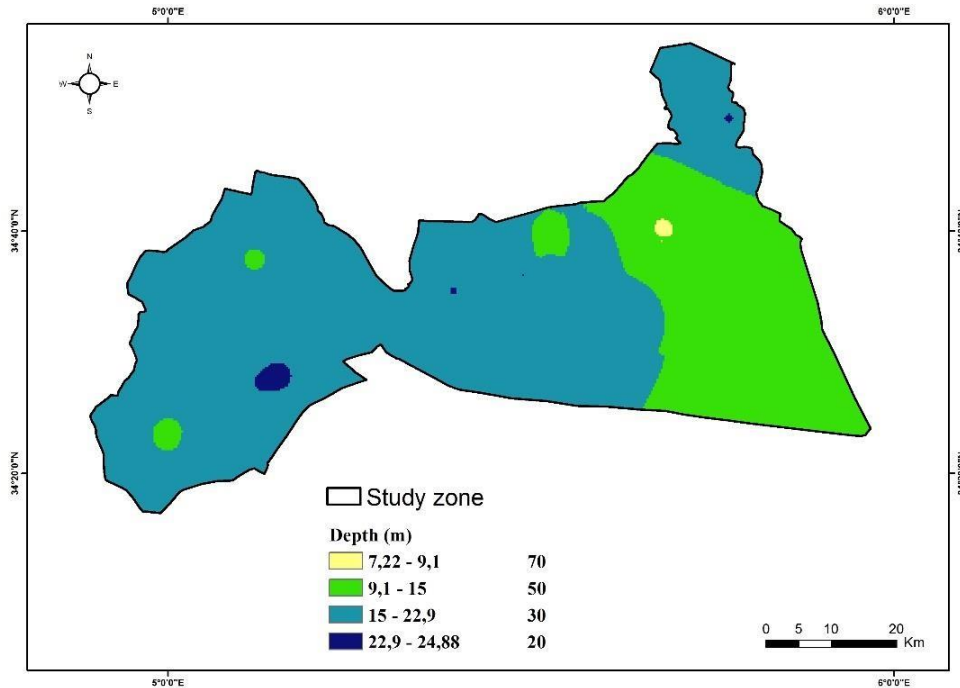 5°0'0"E 6°0'0"E
N
W E
S
34°40'0"N
34°20'0"N
Study zone
Depth (m)
7,22 - 9,1 70
9,1 - 15 50
15 - 22,9 30
22,9 - 24,88 20
0 5 10 20
Km
5°0'0"E 6°0'0"E